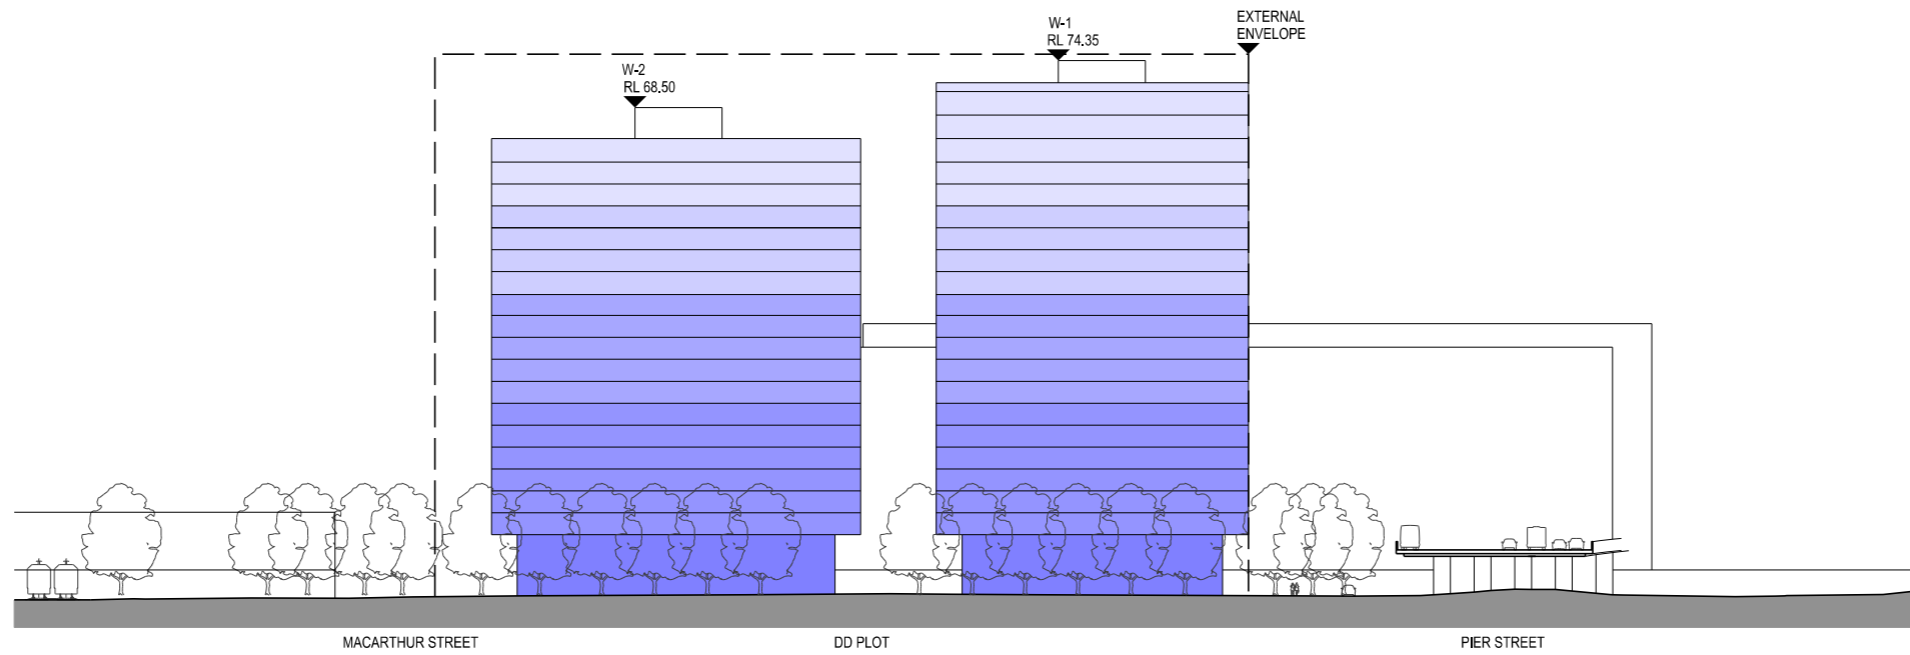 EXTERNAL
ENVELOPE
W-1
RL 74.35
W-2
RL 68.50
MACARTHUR STREET
DD PLOT
PIER STREET